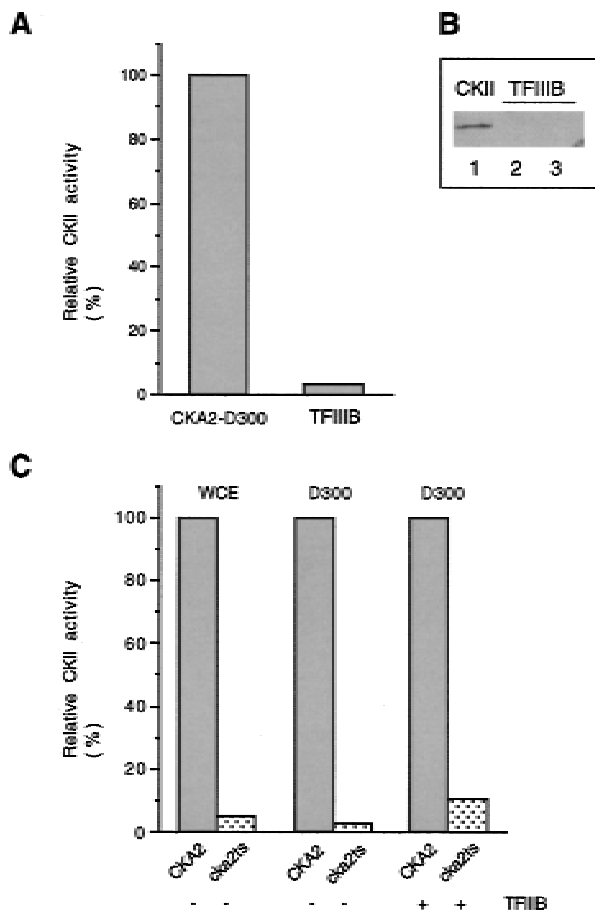 A
Relative CKII activity
(%)
100
80
60
40
20
0
CKA2-D300 TFIIIB
B
CKII TFIIIB
1 2 3
C
WCE D300 D300
Relative CKII activity
(%)
100
80
60
40
20
0
CKA2 cka2ts CKA2 cka2ts CKA2 cka2ts
- - - - + + TFIIIB